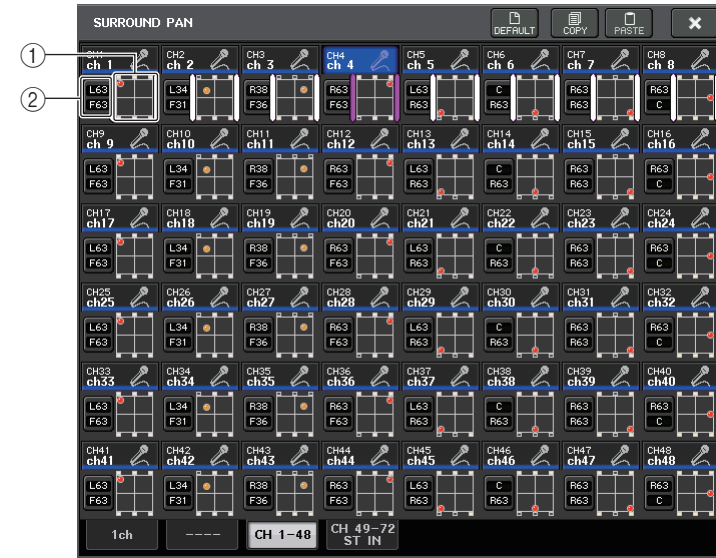 SURROUND PAN DEFAULT COPY PASTE
① CH1 CH2 CH3 CH4 CH5 CH6 CH7 CH8
ch 1 ch 2 ch 3 ch 4 ch 5 ch 6 ch 7 ch 8
② L63 L34 R38 R63 L63 C R63 R63
F63 F31 F36 F63 R63 R63 R63 C
CH9 CH10 CH11 CH12 CH13 CH14 CH15 CH16
ch 9 ch10 ch11 ch12 ch13 ch14 ch15 ch16
L63 L34 R38 R63 L63 C R63 R63
F63 F31 F36 F63 R63 R63 R63 C
CH17 CH18 CH19 CH20 CH21 CH22 CH23 CH24
ch17 ch18 ch19 ch20 ch21 ch22 ch23 ch24
L63 L34 R38 R63 L63 C R63 R63
F63 F31 F36 F63 R63 R63 R63 C
CH25 CH26 CH27 CH28 CH29 CH30 CH31 CH32
ch25 ch26 ch27 ch28 ch29 ch30 ch31 ch32
L63 L34 R38 R63 L63 C R63 R63
F63 F31 F36 F63 R63 R63 R63 C
CH33 CH34 CH35 CH36 CH37 CH38 CH39 CH40
ch33 ch34 ch35 ch36 ch37 ch38 ch39 ch40
L63 L34 R38 R63 L63 C R63 R63
F63 F31 F36 F63 R63 R63 R63 C
CH41 CH42 CH43 CH44 CH45 CH46 CH47 CH48
ch41 ch42 ch43 ch44 ch45 ch46 ch47 ch48
L63 L34 R38 R63 L63 C R63 R63
F63 F31 F36 F63 R63 R63 R63 C
1ch ---- CH 1-48 CH 49-72
ST IN